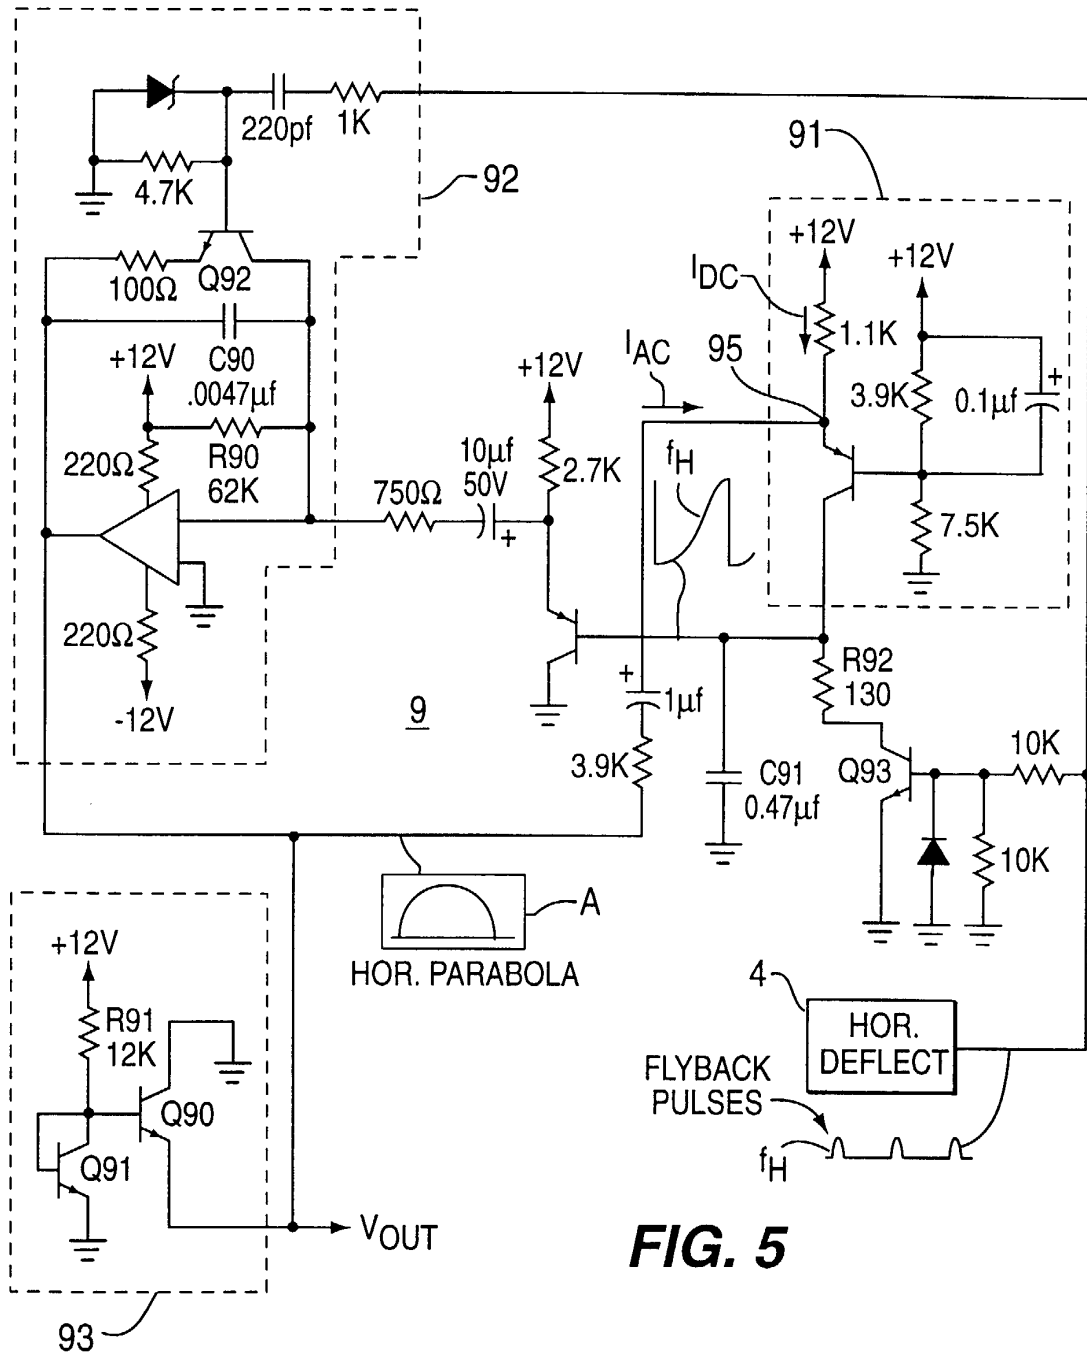 220pf
1K
4.7K
92
91
+12V
+12V
Q92
100Ω
IDC
1.1K
C90
.0047µf
+12V
IAC
95
+12V
3.9K
0.1µf
R90
62K
220Ω
10µf
50V
2.7K
750Ω
fH
7.5K
220Ω
-12V
9
1µf
R92
130
3.9K
C91
0.47µf
Q93
10K
10K
A
HOR. PARABOLA
+12V
R91
12K
Q90
Q91
4
HOR.
DEFLECT
FLYBACK
PULSES
fH
VOUT
FIG. 5
93